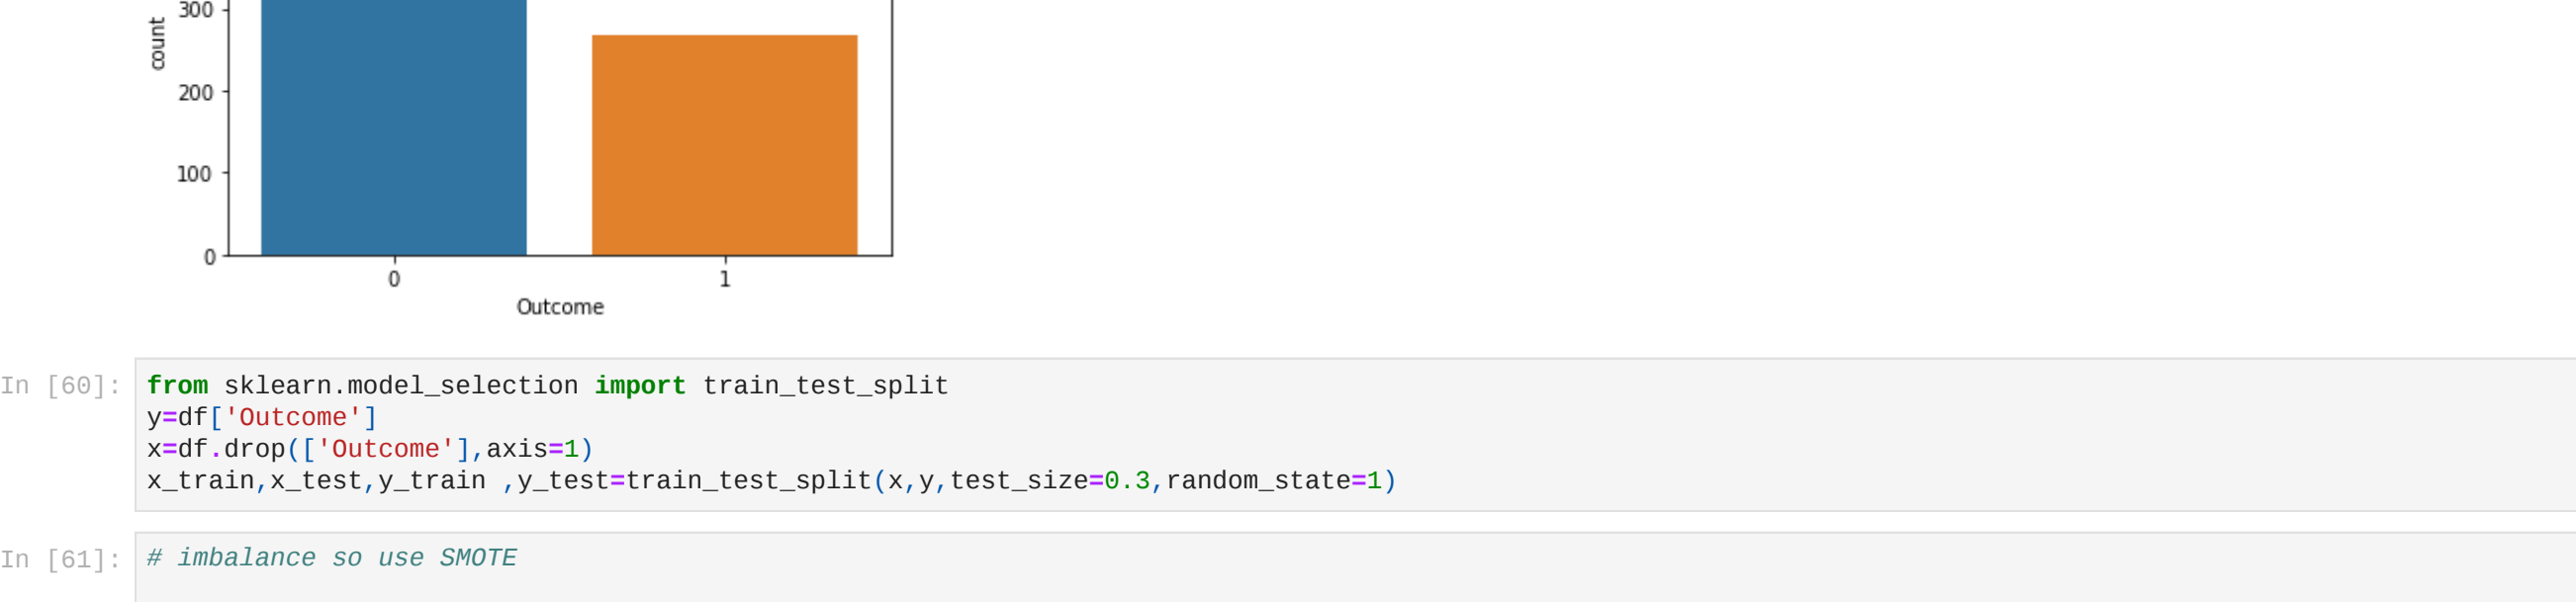 300
count
200
100
0
0 1
Outcome
In [60]: from sklearn.model_selection import train_test_split
y=df['Outcome']
x=df.drop(['Outcome'],axis=1)
x_train,x_test,y_train ,y_test=train_test_split(x,y,test_size=0.3,random_state=1)
In [61]: # imbalance so use SMOTE